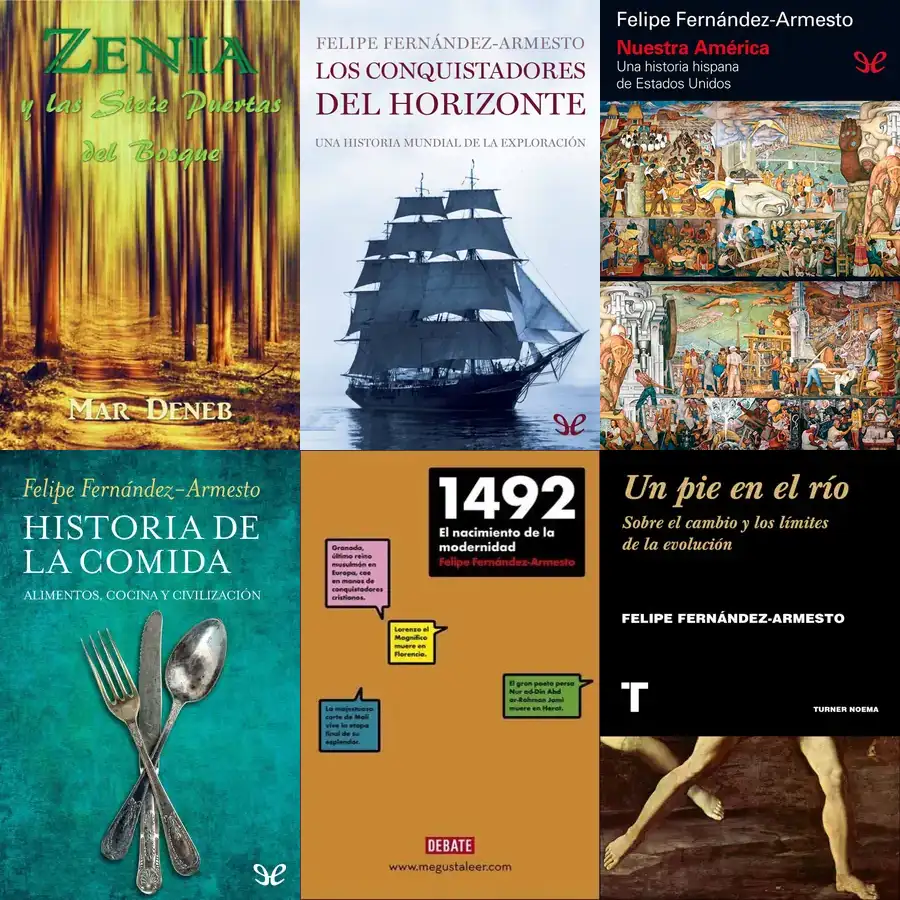 ZENIA
y las Siete Puertas
del Bosque
MAR DENEB
FELIPE FERNÁNDEZ-ARMESTO
LOS CONQUISTADORES
DEL HORIZONTE
UNA HISTORIA MUNDIAL DE LA EXPLORACIÓN
Felipe Fernández-Armesto
Nuestra América
Una historia hispana
de Estados Unidos
Felipe Fernández-Armesto
HISTORIA DE
LA COMIDA
ALIMENTOS, COCINA Y CIVILIZACIÓN
1492
El nacimiento de la
modernidad
Felipe Fernández-Armesto
Granada,
último reino
musulmán en
Europa, cae
en manos de
conquistadores
cristianos.
Lorenzo el
Magnífico
muere en
Florencia.
El gran poeta persa
Nur ad-Din Abd
ar-Rahman Jami
muere en Herat.
La majestuosa
corte de Mali
vive la etapa
final de su
esplendor.
DEBATE
www.megustaleer.com
Un pie en el río
Sobre el cambio y los límites
de la evolución
FELIPE FERNÁNDEZ-ARMESTO
T
TURNER NOEMA